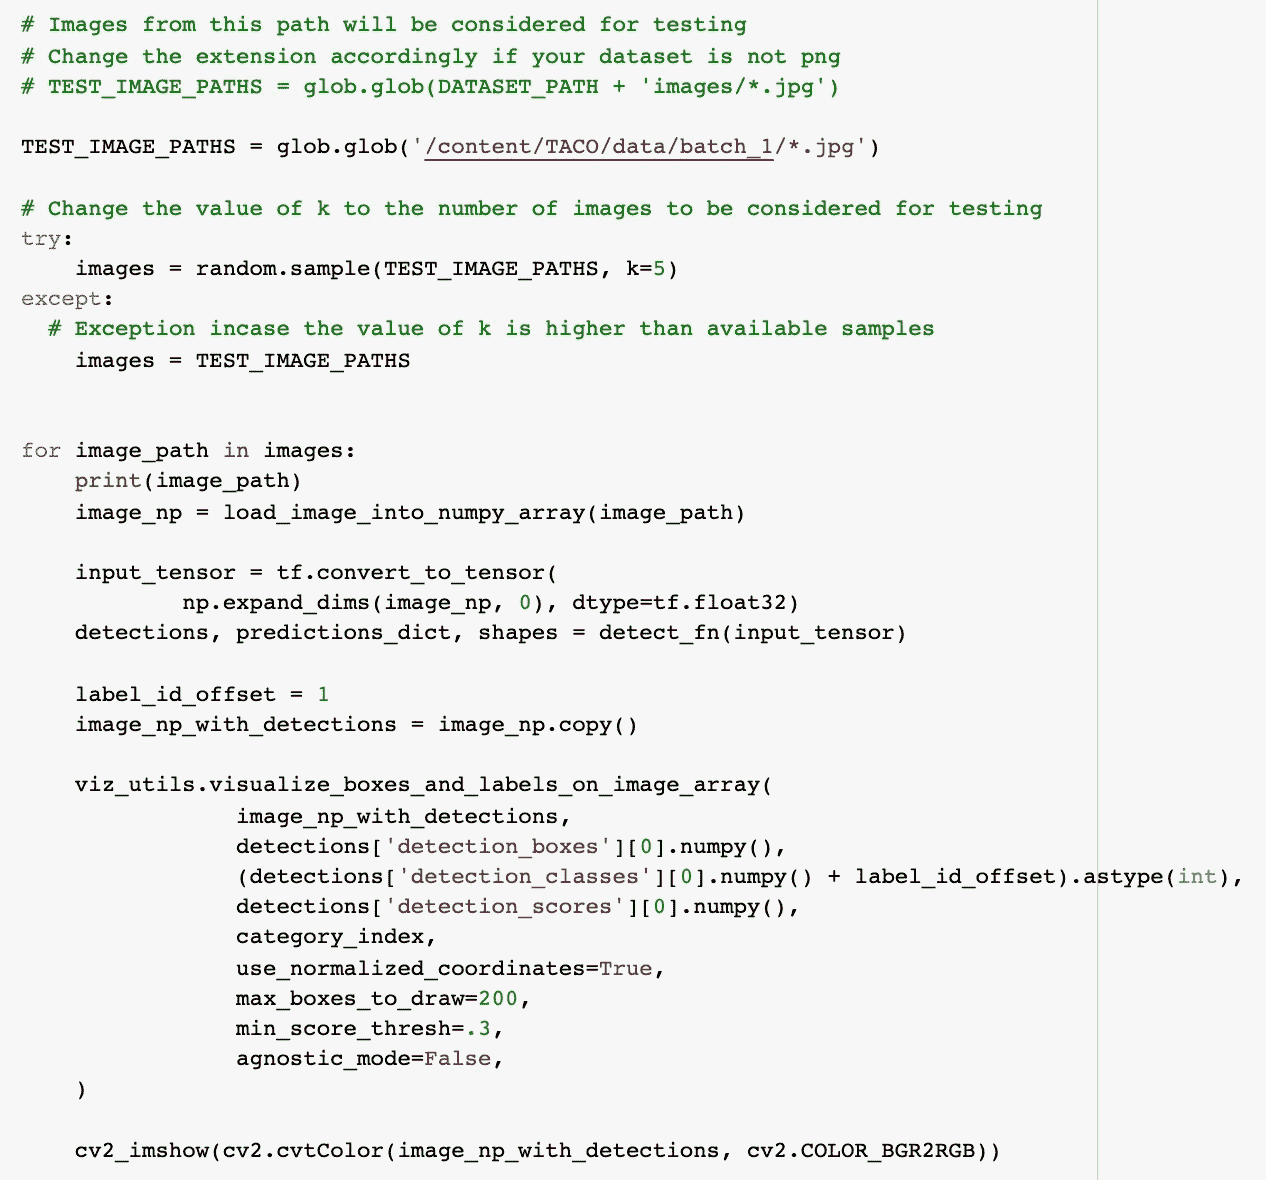 # Images from this path will be considered for testing
# Change the extension accordingly if your dataset is not png
# TEST_IMAGE_PATHS = glob.glob(DATASET_PATH + 'images/*.jpg')

TEST_IMAGE_PATHS = glob.glob('/content/TACO/data/batch_1/*.jpg')

# Change the value of k to the number of images to be considered for testing
try:
    images = random.sample(TEST_IMAGE_PATHS, k=5)
except:
  # Exception incase the value of k is higher than available samples
    images = TEST_IMAGE_PATHS


for image_path in images:
    print(image_path)
    image_np = load_image_into_numpy_array(image_path)

    input_tensor = tf.convert_to_tensor(
            np.expand_dims(image_np, 0), dtype=tf.float32)
    detections, predictions_dict, shapes = detect_fn(input_tensor)

    label_id_offset = 1
    image_np_with_detections = image_np.copy()

    viz_utils.visualize_boxes_and_labels_on_image_array(
                image_np_with_detections,
                detections['detection_boxes'][0].numpy(),
                (detections['detection_classes'][0].numpy() + label_id_offset).astype(int),
                detections['detection_scores'][0].numpy(),
                category_index,
                use_normalized_coordinates=True,
                max_boxes_to_draw=200,
                min_score_thresh=.3,
                agnostic_mode=False,
    )

    cv2_imshow(cv2.cvtColor(image_np_with_detections, cv2.COLOR_BGR2RGB))